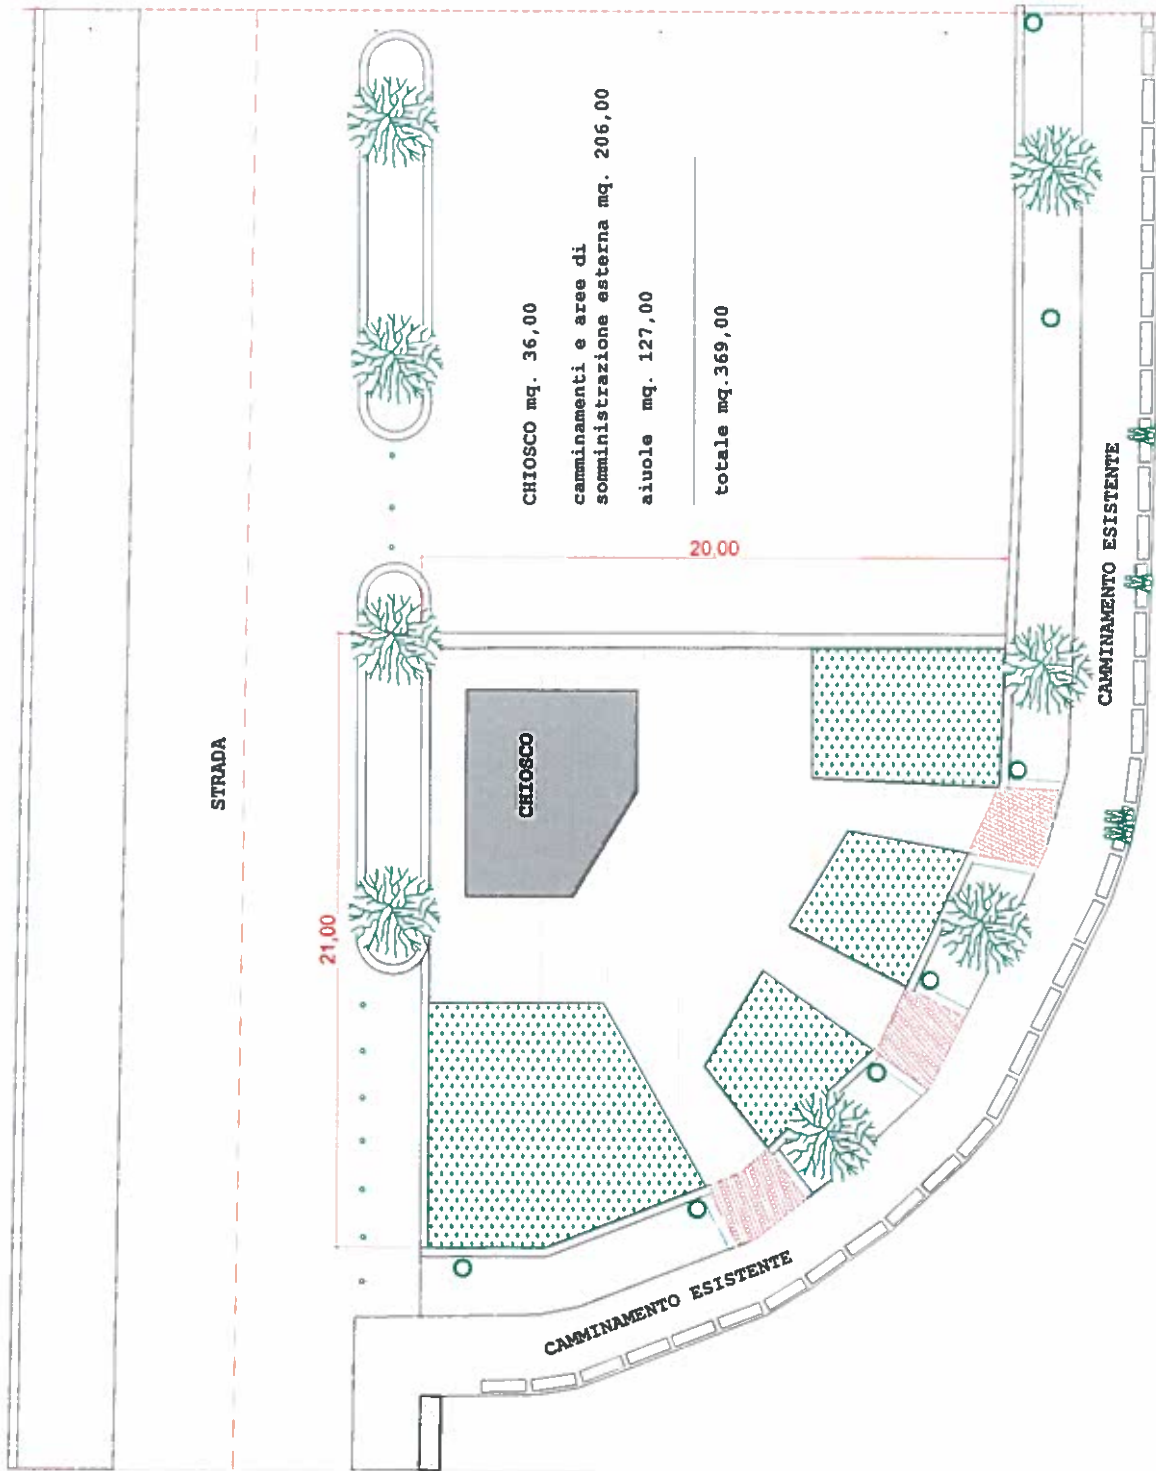 STRADA
21,00
CHIOSCO
20,00
CHIOSCO mq. 36,00
camminamenti e aree di
somministrazione esterna mq. 206,00
aiuole mq. 127,00
totale mq.369,00
CAMMINAMENTO ESISTENTE
CAMMINAMENTO ESISTENTE